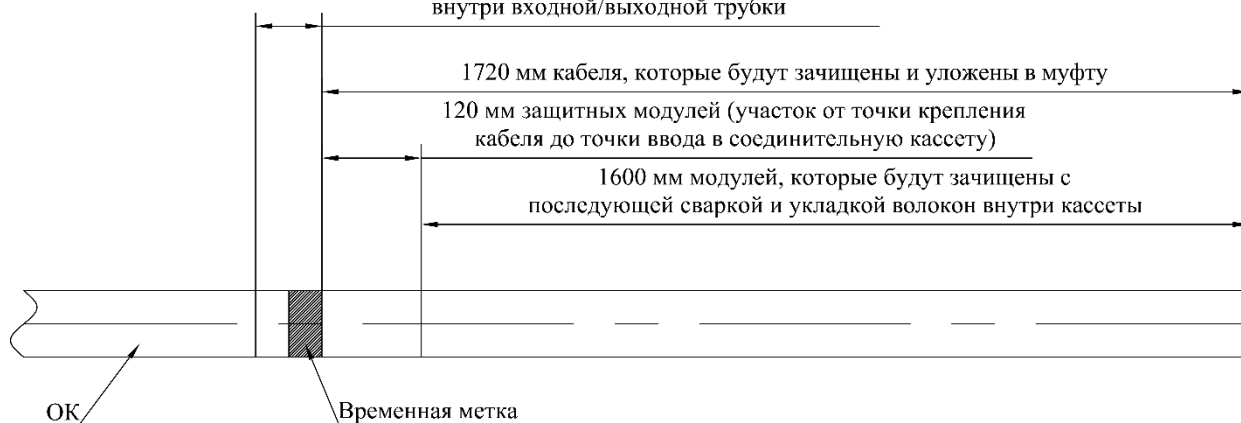 внутри входной/выходной трубки
1720 мм кабеля, которые будут зачищены и уложены в муфту
120 мм защитных модулей (участок от точки крепления
кабеля до точки ввода в соединительную кассету)
1600 мм модулей, которые будут зачищены с
последующей сваркой и укладкой волокон внутри кассеты
ОК
Временная метка